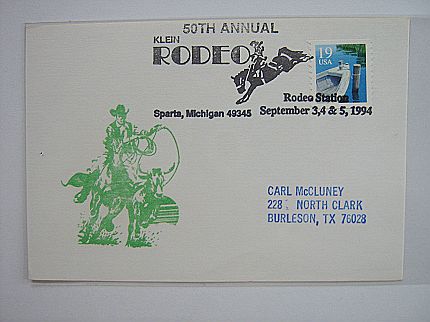 50TH ANNUAL
KLEIN
RODEO
19
USA
Rodeo Station
Sparta, Michigan 49345
September 3,4 & 5, 1994
CARL McCLUNEY
NORTH CLARK
BURLESON, TX 76028